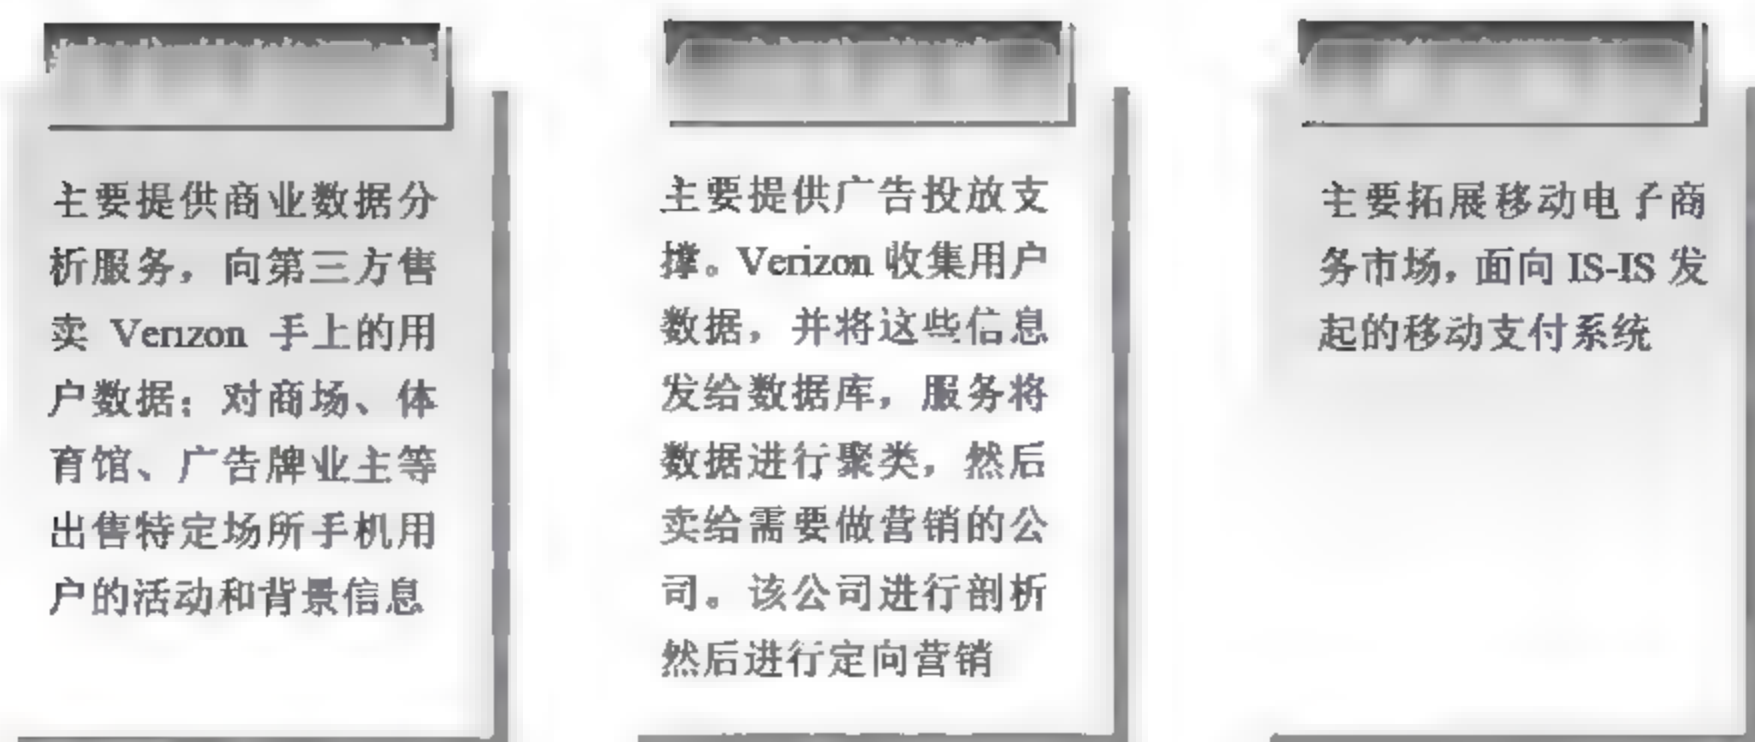 主要提供商业数据分
析服务，向第三方售
卖 Verizon 手上的用
户数据；对商场、体
育馆、广告牌业主等
出售特定场所手机用
户的活动和背景信息
主要提供广告投放支
撑。Verizon 收集用户
数据，并将这些信息
发给数据库，服务将
数据进行聚类，然后
卖给需要做营销的公
司。该公司进行剖析
然后进行定向营销
主要拓展移动电子商
务市场，面向 IS-IS 发
起的移动支付系统